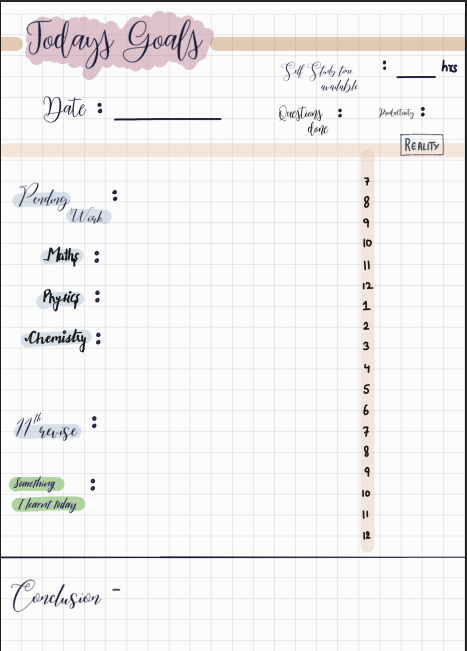 Todays Goals
Self Study time : ____ hrs
available
Date : ________
Questions : Productivity :
done
REALITY
Pending :
Work
Maths :
Physics :
Chemistry :
11th revise :
Something :
I learnt today
7
8
9
10
11
12
1
2
3
4
5
6
7
8
9
10
11
12
Conclusion -